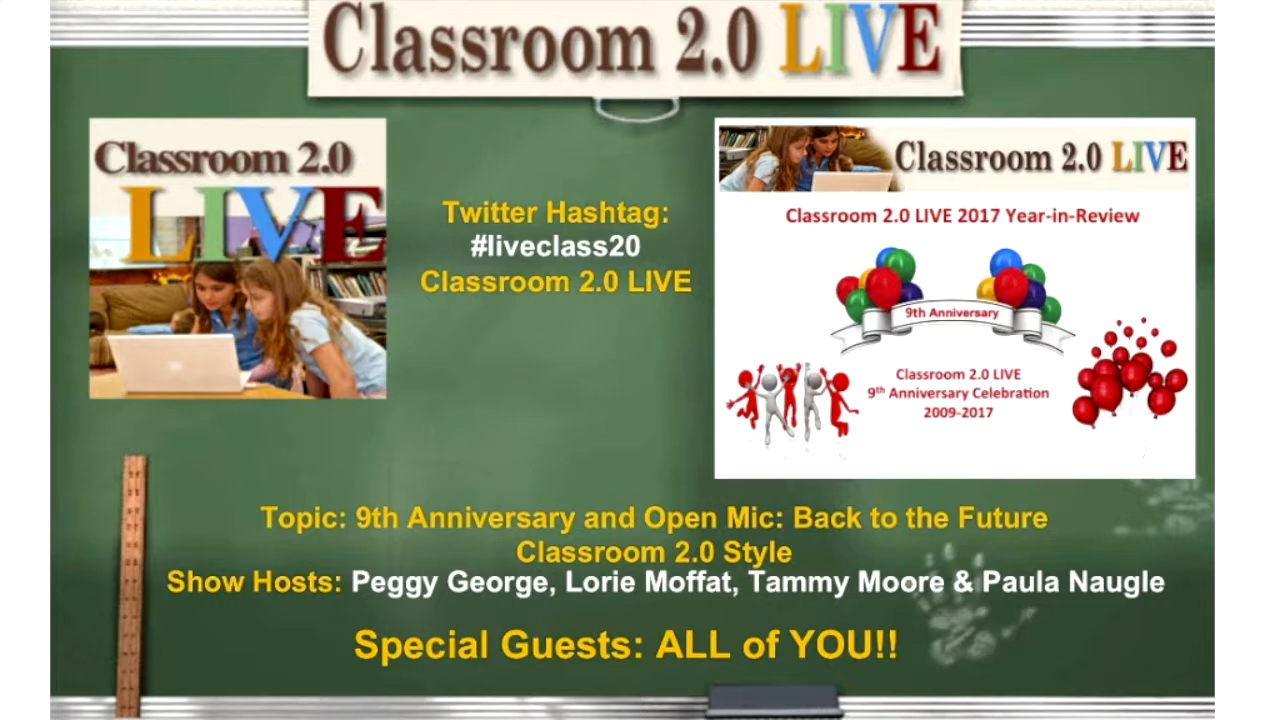 Classroom 2.0 LIVE
Classroom 2.0
LIVE
Twitter Hashtag:
#liveclass20
Classroom 2.0 LIVE
Classroom 2.0 LIVE
Classroom 2.0 LIVE 2017 Year-in-Review
9th Anniversary
Classroom 2.0 LIVE
9th Anniversary Celebration
2009-2017
Topic: 9th Anniversary and Open Mic: Back to the Future
Classroom 2.0 Style
Show Hosts: Peggy George, Lorie Moffat, Tammy Moore & Paula Naugle
Special Guests: ALL of YOU!!